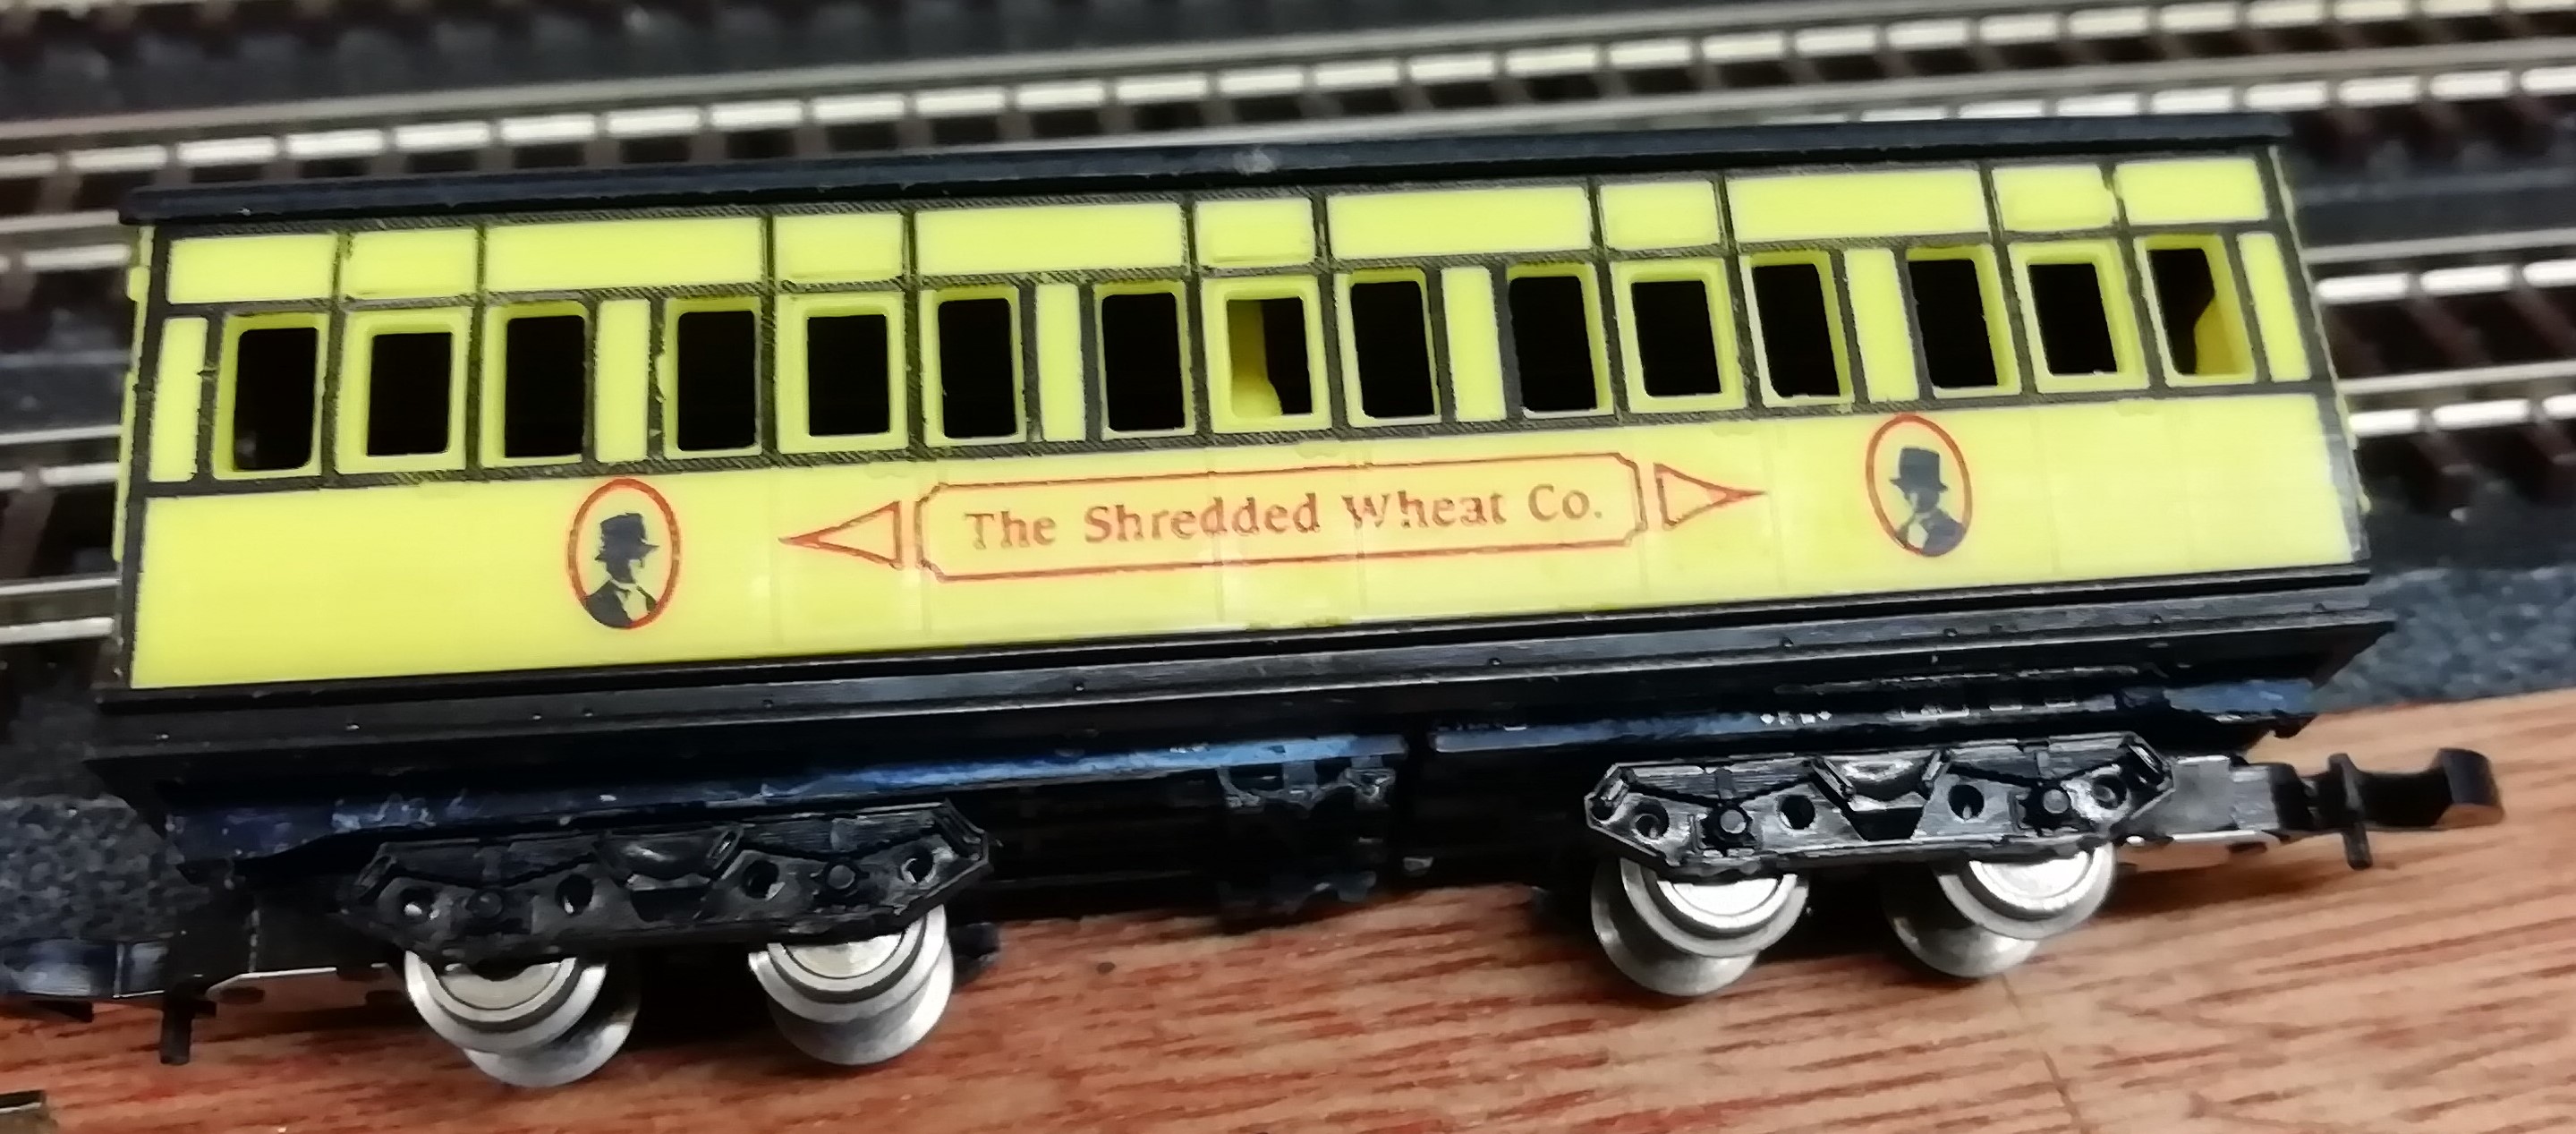 The Shredded Wheat Co.